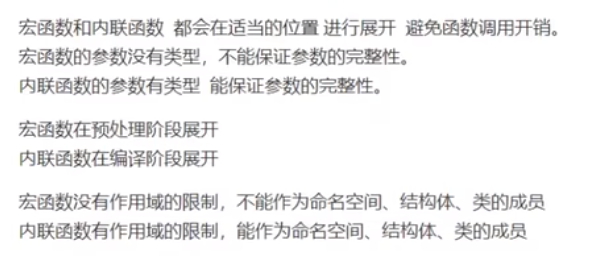 宏函数和内联函数 都会在适当的位置 进行展开 避免函数调用开销。
宏函数的参数没有类型，不能保证参数的完整性。
内联函数的参数有类型 能保证参数的完整性。
宏函数在预处理阶段展开
内联函数在编译阶段展开
宏函数没有作用域的限制，不能作为命名空间、结构体、类的成员
内联函数有作用域的限制，能作为命名空间、结构体、类的成员